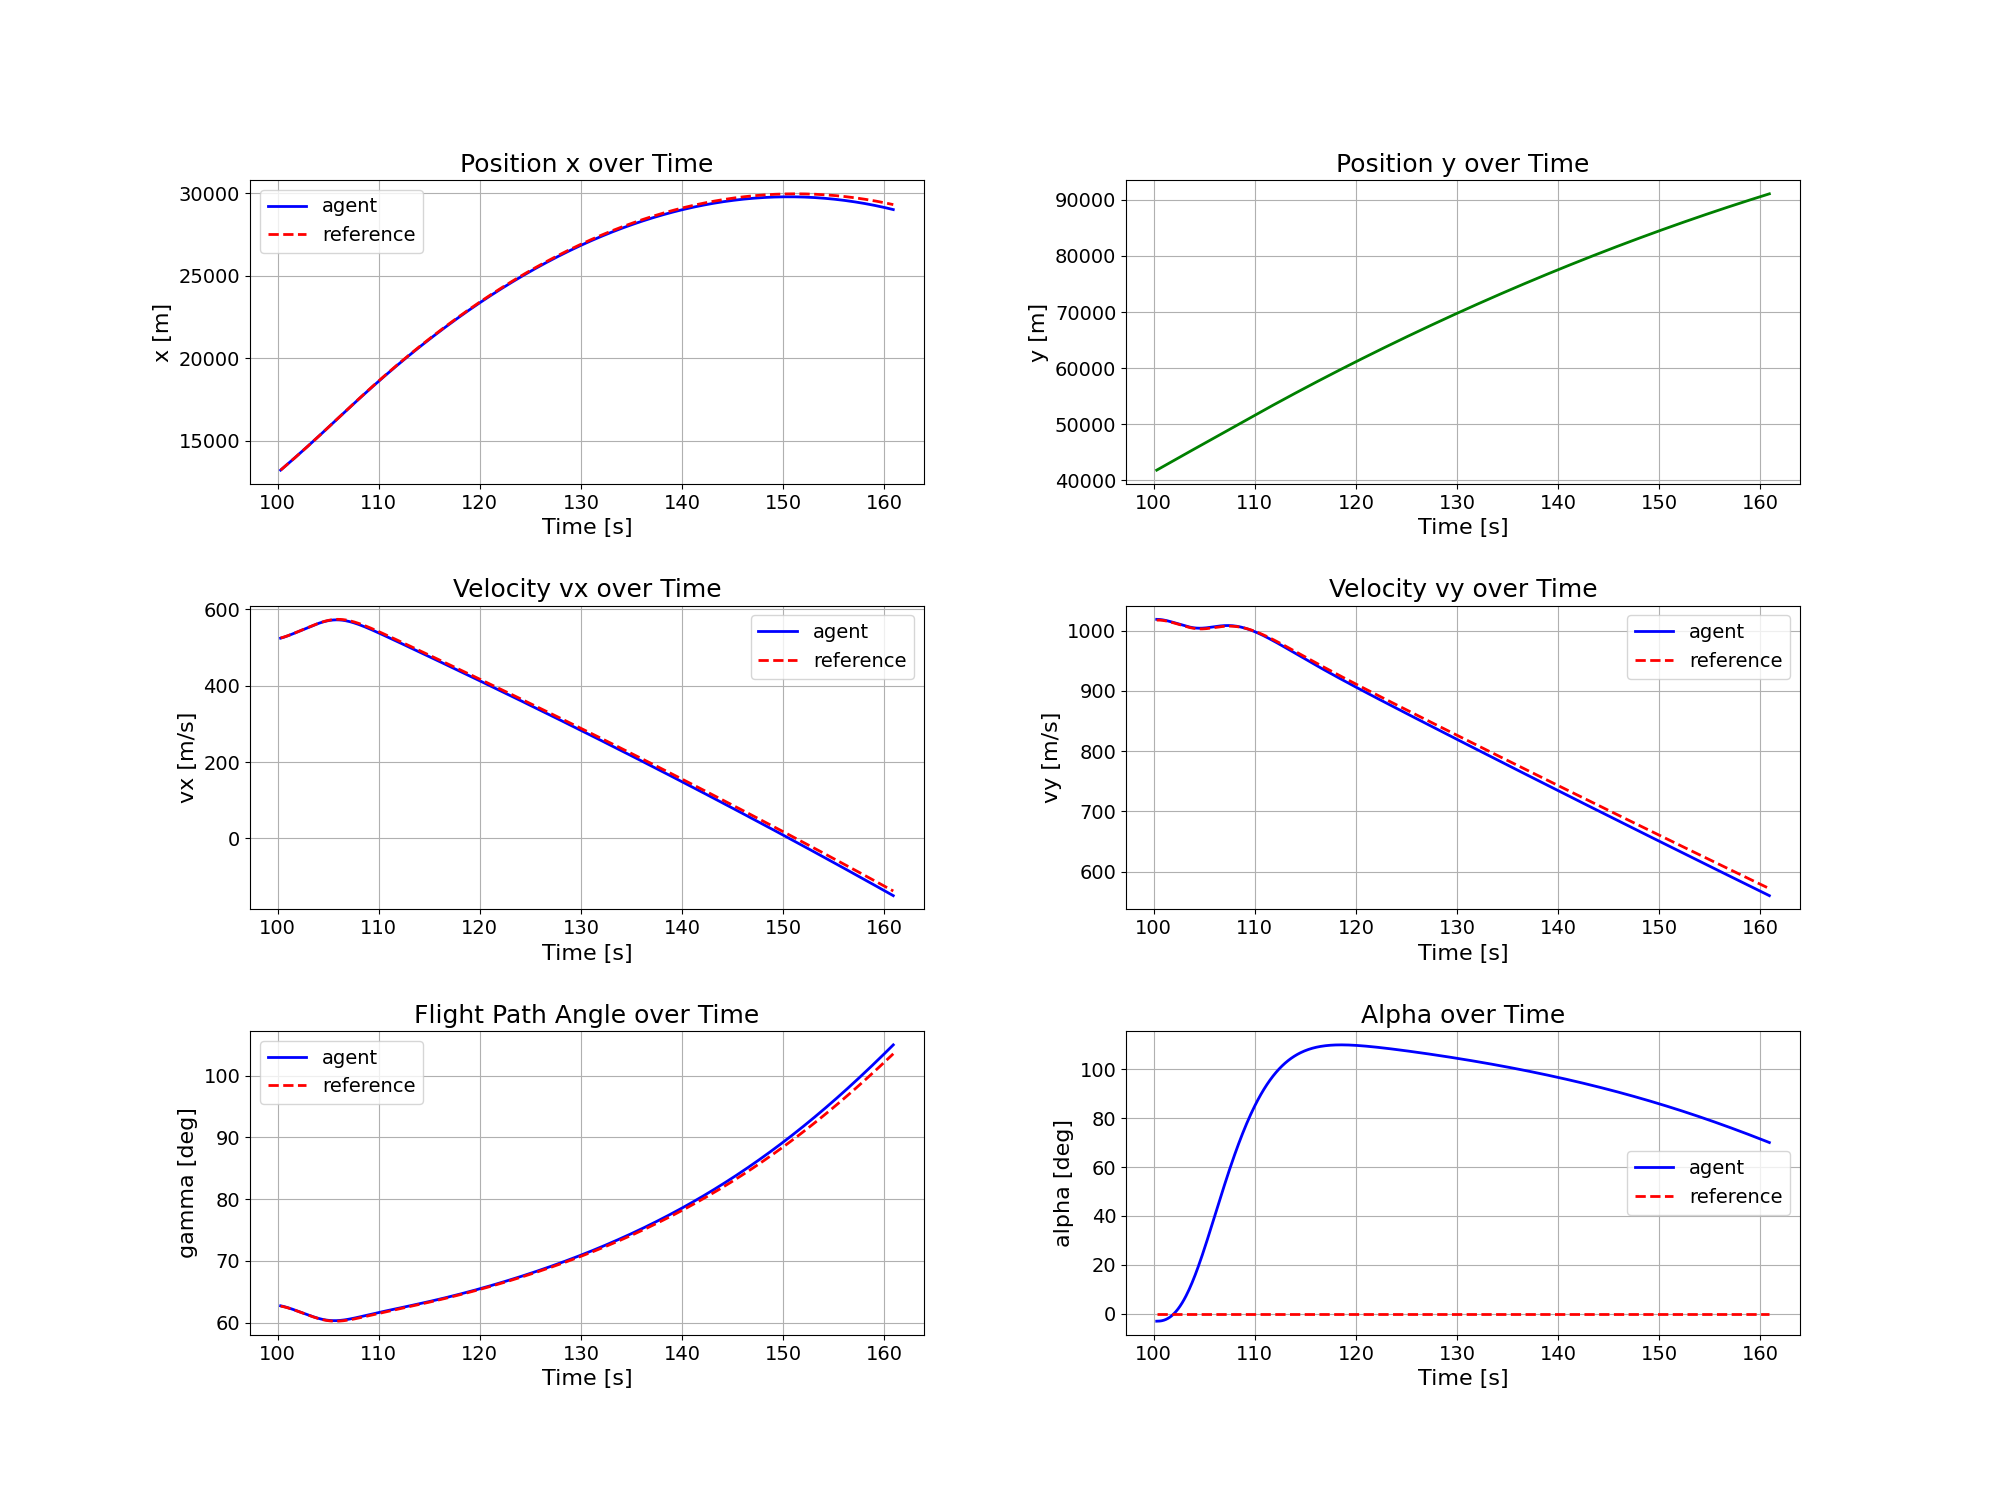 Position x over Time
x [m]
30000
25000
20000
15000
agent
reference
100 110 120 130 140 150 160
Time [s]
Position y over Time
y [m]
90000
80000
70000
60000
50000
40000
100 110 120 130 140 150 160
Time [s]
Velocity vx over Time
vx [m/s]
600
400
200
0
agent
reference
100 110 120 130 140 150 160
Time [s]
Velocity vy over Time
vy [m/s]
1000
900
800
700
600
agent
reference
100 110 120 130 140 150 160
Time [s]
Flight Path Angle over Time
gamma [deg]
100
90
80
70
60
agent
reference
100 110 120 130 140 150 160
Time [s]
Alpha over Time
alpha [deg]
100
80
60
40
20
0
agent
reference
100 110 120 130 140 150 160
Time [s]